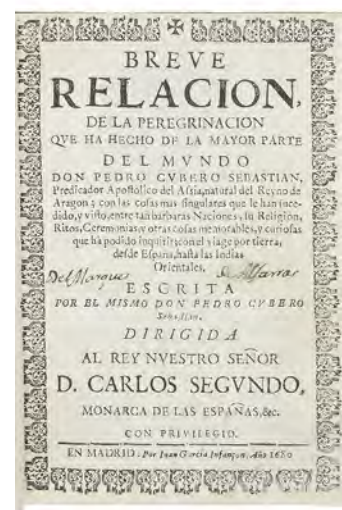 BREVE
RELACION,
DE LA PEREGRINACION
QVE HA HECHO DE LA MAYOR PARTE
DEL MVNDO
DON PEDRO CVBERO SEBASTIAN,
Predicador Apostolico del Assia, natural del Reyno de
Aragon; con las cosas mas singulares que le han suce-
dido, y visto, entre tan barbaras Naciones, su Religion,
Ritos, Ceremonias, y otras cosas memorables, y curiosas
que ha podido inquirir; con el viage por tierra,
desde España, hasta las Indias
Orientales.
Del Marques
ESCRITA
POR EL MISMO DON PEDRO CVBERO
Sebastian.
DIRIGIDA
AL REY NVESTRO SEÑOR
D. CARLOS SEGVNDO,
MONARCA DE LAS ESPAÑAS, &c.
CON PRIVILEGIO.
EN MADRID: Por Juan Garcia Infançon, Año 1680